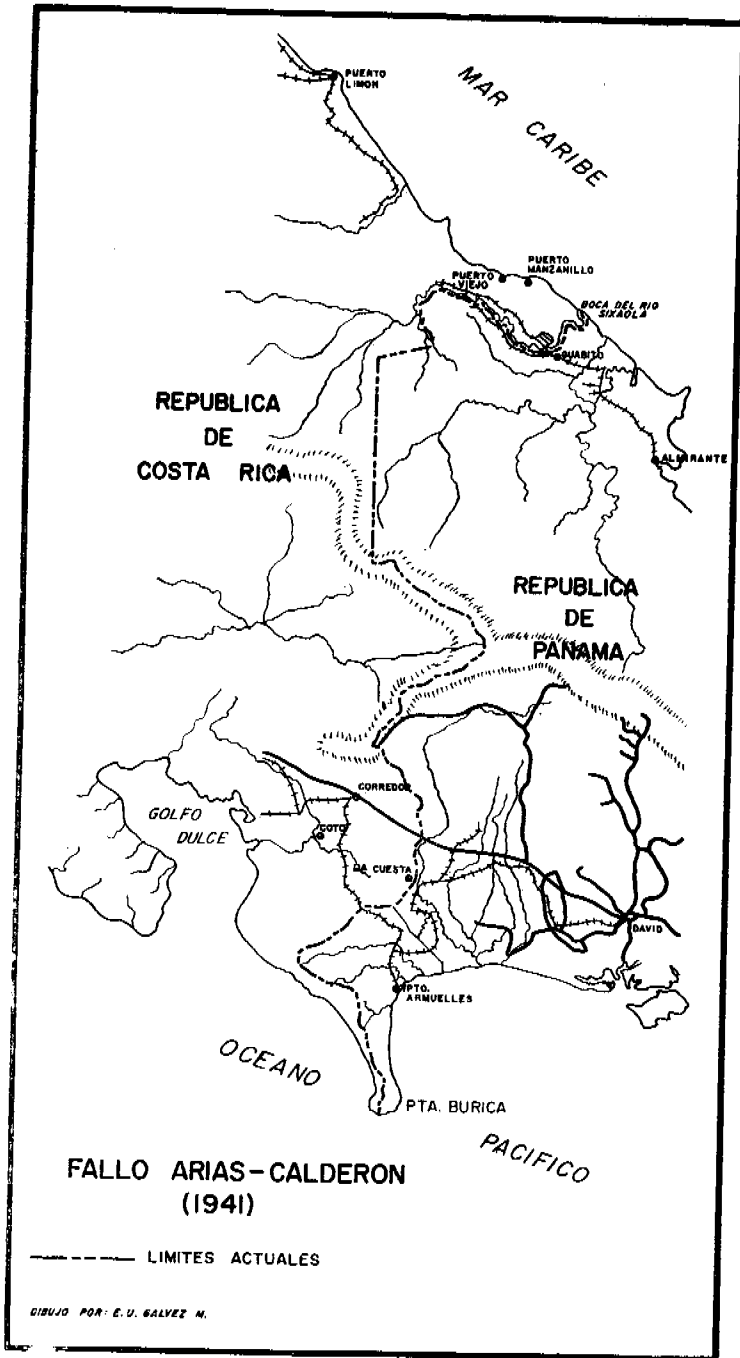 PUERTO
LIMON
MAR CARIBE
PUERTO
MANZANILLO
PUERTO
VIEJO
BOCA DEL RIO
SIXAOLA
GUABITO
REPUBLICA
DE
COSTA RICA
ALMIRANTE
REPUBLICA
DE
PANAMA
GOLFO
DULCE
CORREDOR
COTO
LA CUESTA
DAVID
PTO.
ARMUELLES
OCEANO
PTA. BURICA
PACIFICO
FALLO ARIAS-CALDERON
(1941)
LIMITES ACTUALES
DIBUJO POR: E. U. GALVEZ M.